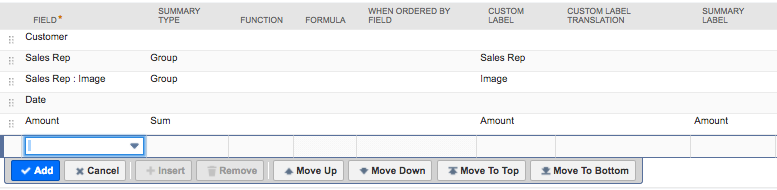 FIELD* SUMMARY TYPE FUNCTION FORMULA WHEN ORDERED BY FIELD CUSTOM LABEL CUSTOM LABEL TRANSLATION SUMMARY LABEL
Customer
Sales Rep Group Sales Rep
Sales Rep : Image Group Image
Date
Amount Sum Amount Amount
Add Cancel Insert Remove Move Up Move Down Move To Top Move To Bottom